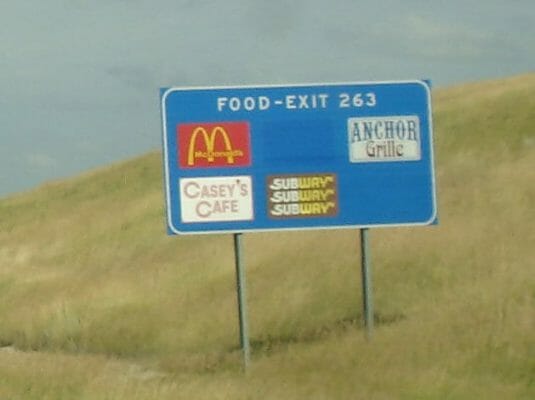 FOOD-EXIT 263
McDonald's
ANCHOR
Grille
CASEY'S
CAFE
SUBWAY
SUBWAY
SUBWAY